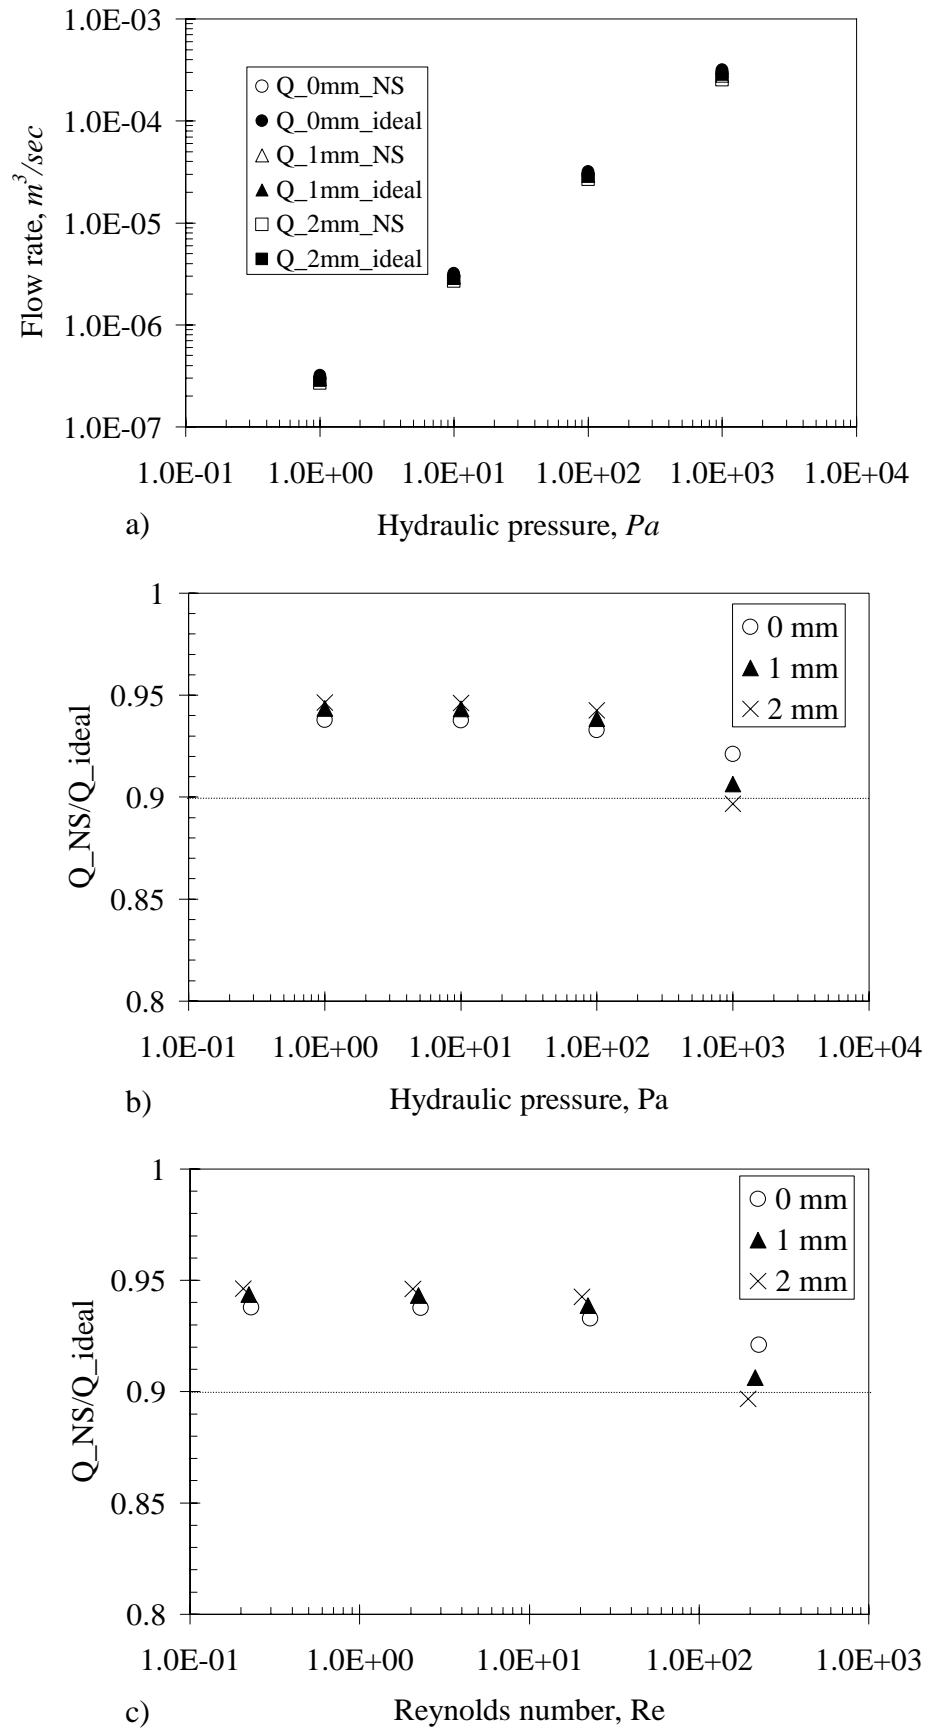 1.0E-03
1.0E-04
1.0E-05
1.0E-06
1.0E-07
Flow rate, m³/sec
Q_0mm_NS
Q_0mm_ideal
Q_1mm_NS
Q_1mm_ideal
Q_2mm_NS
Q_2mm_ideal
1.0E-01 1.0E+00 1.0E+01 1.0E+02 1.0E+03 1.0E+04
a) Hydraulic pressure, Pa
1
0.95
0.9
0.85
0.8
Q_NS/Q_ideal
0 mm
1 mm
2 mm
1.0E-01 1.0E+00 1.0E+01 1.0E+02 1.0E+03 1.0E+04
b) Hydraulic pressure, Pa
1
0.95
0.9
0.85
0.8
Q_NS/Q_ideal
0 mm
1 mm
2 mm
1.0E-01 1.0E+00 1.0E+01 1.0E+02 1.0E+03
c) Reynolds number, Re